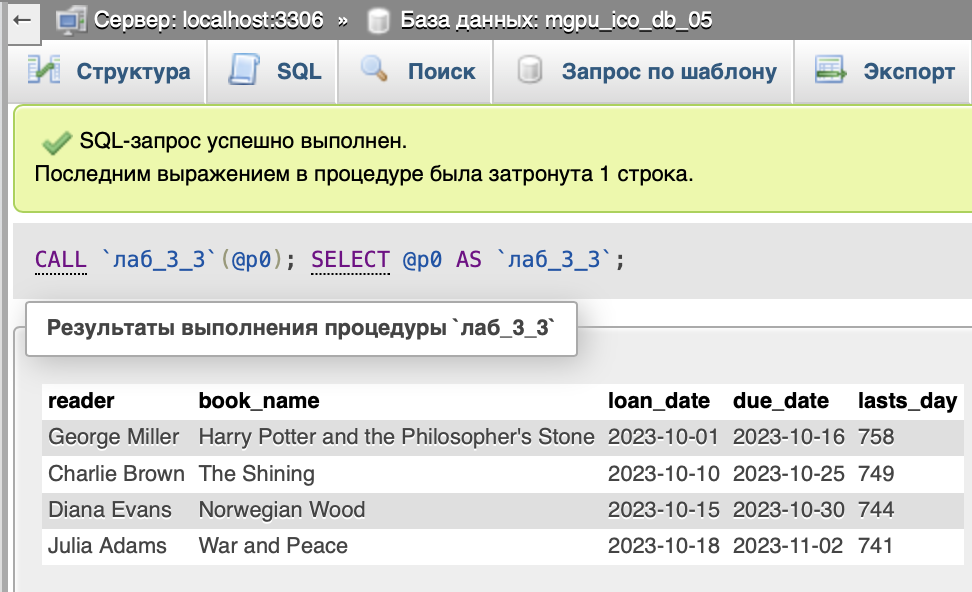 ← Сервер: localhost:3306 » База данных: mgpu_ico_db_05
Структура SQL Поиск Запрос по шаблону Экспорт
SQL-запрос успешно выполнен.
Последним выражением в процедуре была затронута 1 строка.
CALL `лаб_3_3`(@p0); SELECT @p0 AS `лаб_3_3`;
Результаты выполнения процедуры `лаб_3_3`
reader book_name loan_date due_date lasts_day
George Miller Harry Potter and the Philosopher's Stone 2023-10-01 2023-10-16 758
Charlie Brown The Shining 2023-10-10 2023-10-25 749
Diana Evans Norwegian Wood 2023-10-15 2023-10-30 744
Julia Adams War and Peace 2023-10-18 2023-11-02 741